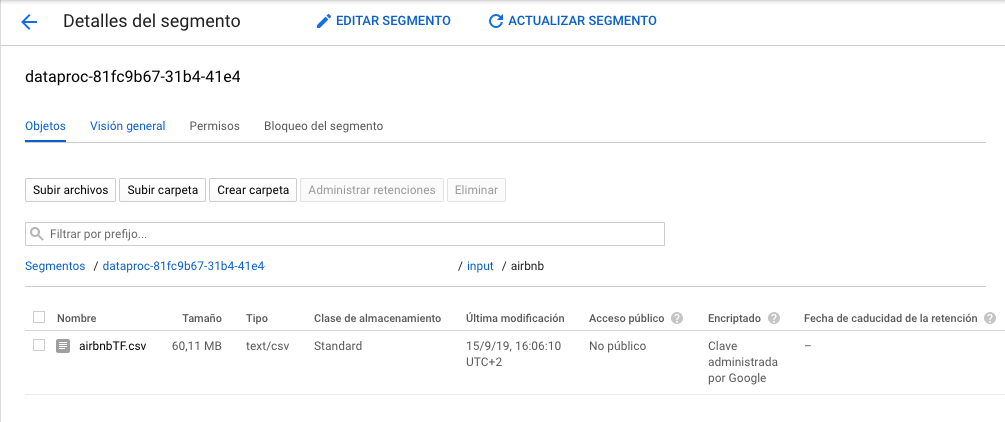 Detalles del segmento EDITAR SEGMENTO ACTUALIZAR SEGMENTO
dataproc-81fc9b67-31b4-41e4
Objetos Visión general Permisos Bloqueo del segmento
Subir archivos Subir carpeta Crear carpeta Administrar retenciones Eliminar
Filtrar por prefijo...
Segmentos / dataproc-81fc9b67-31b4-41e4 / input / airbnb
Nombre Tamaño Tipo Clase de almacenamiento Última modificación Acceso público ? Encriptado ? Fecha de caducidad de la retención ?
airbnbTF.csv 60,11 MB text/csv Standard 15/9/19, 16:06:10 No público Clave –
UTC+2 administrada
por Google